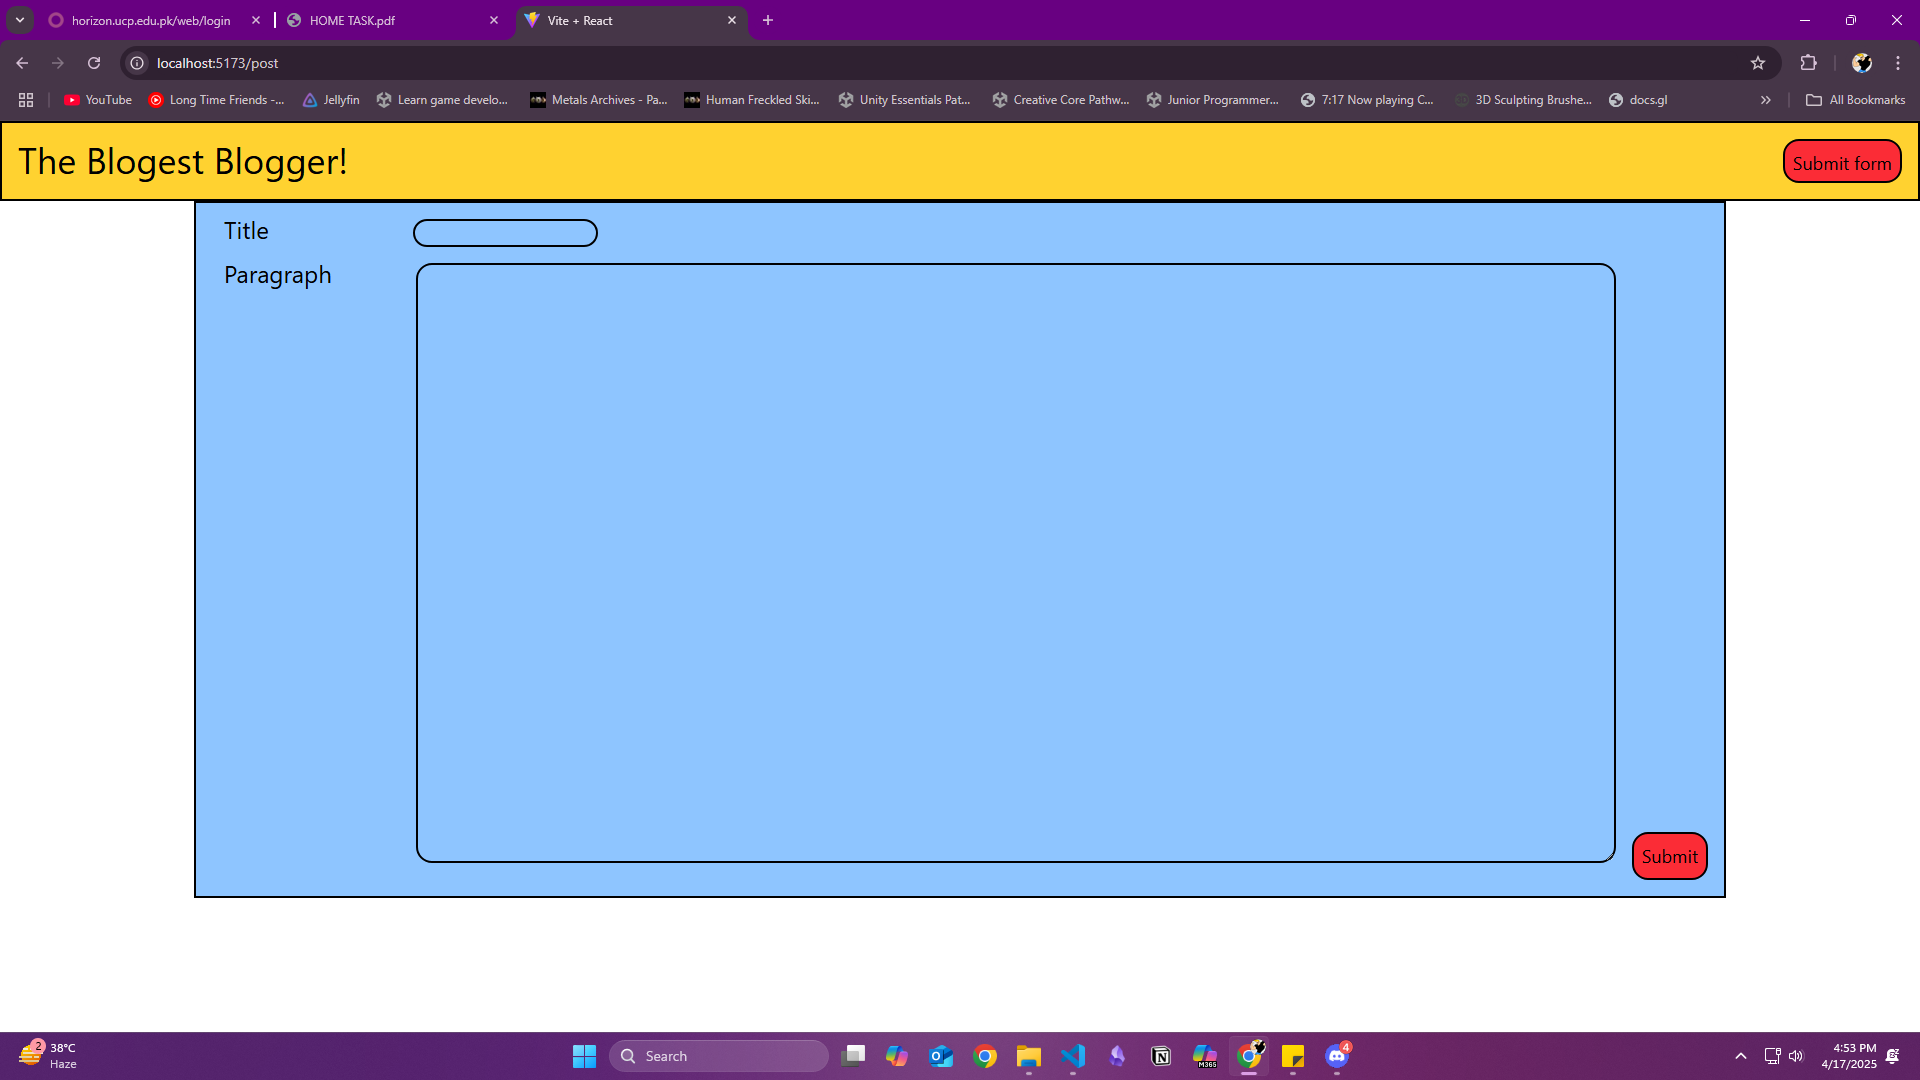 horizon.ucp.edu.pk/web/login
HOME TASK.pdf
Vite + React
localhost:5173/post
YouTube
Long Time Friends -...
Jellyfin
Learn game develo...
Metals Archives - Pa...
Human Freckled Ski...
Unity Essentials Pat...
Creative Core Pathw...
Junior Programmer...
7:17 Now playing C...
3D Sculpting Brushe...
docs.gl
All Bookmarks
The Blogest Blogger!
Submit form
Title
Paragraph
Submit
2
38°C
Haze
Search
M365
4
4:53 PM
4/17/2025